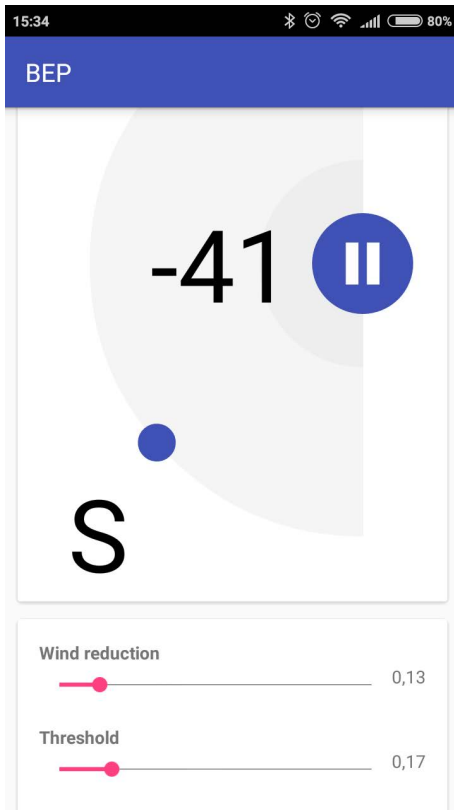 15:34 80%
BEP
-41
S
Wind reduction
0,13
Threshold
0,17